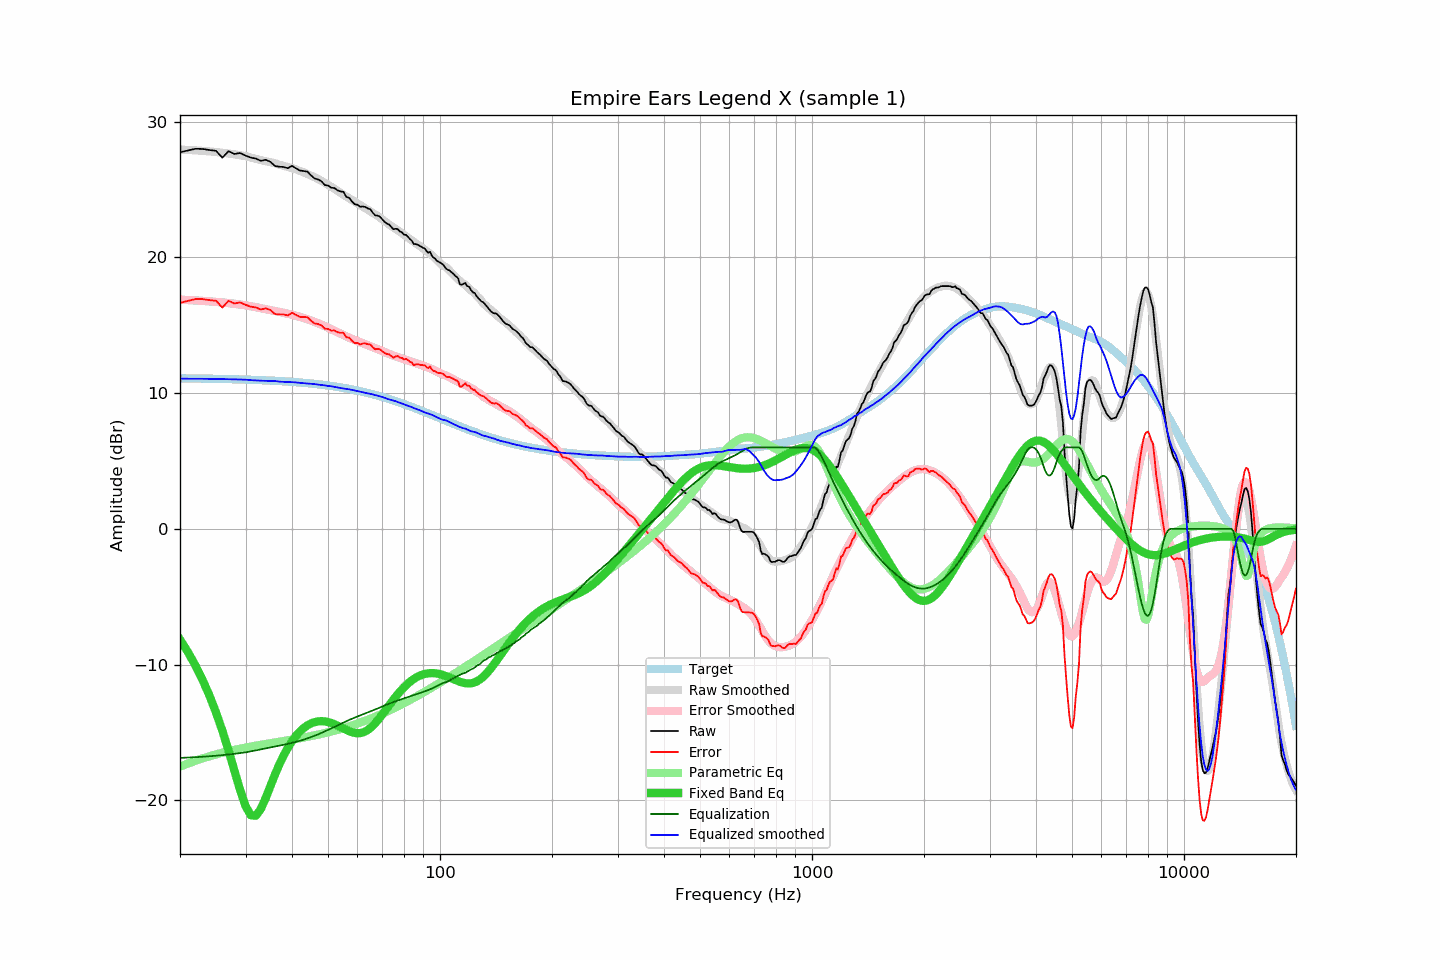 Empire Ears Legend X (sample 1)
30
20
10
0
−10
−20
Amplitude (dBr)
Target
Raw Smoothed
Error Smoothed
Raw
Error
Parametric Eq
Fixed Band Eq
Equalization
Equalized smoothed
100
1000
10000
Frequency (Hz)